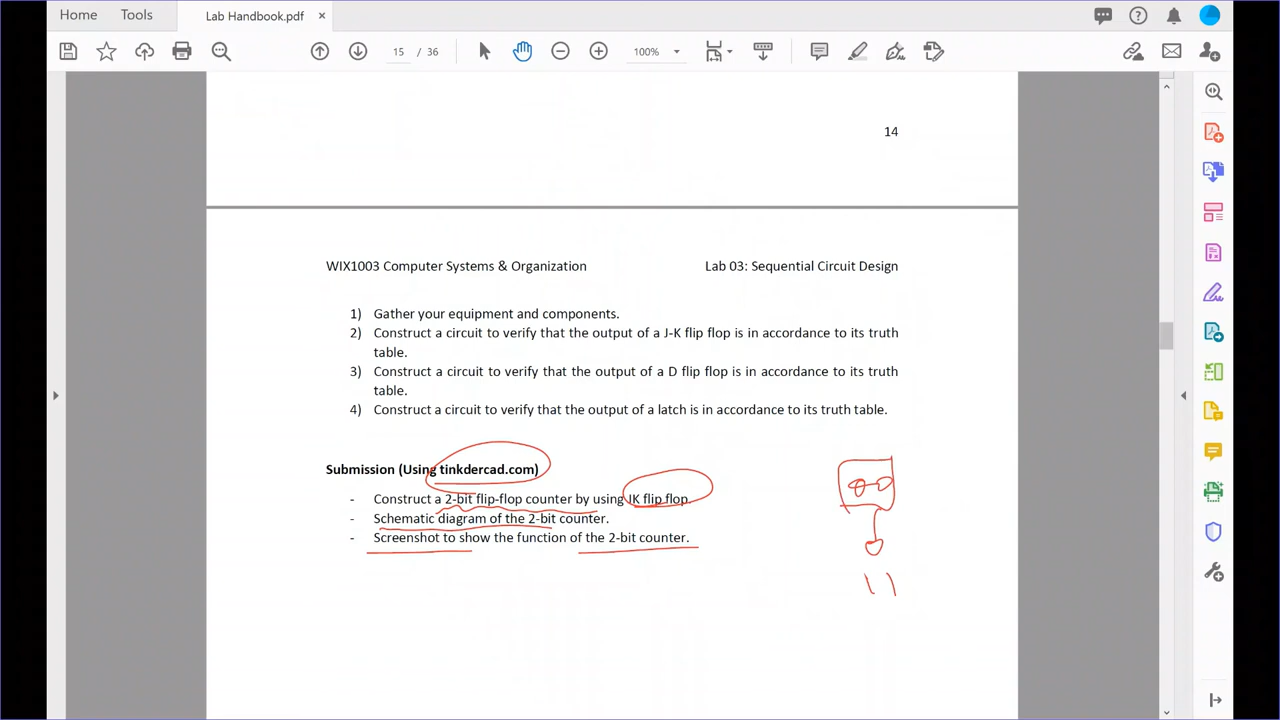 Home Tools Lab Handbook.pdf ×
15 / 36 100%
14
WIX1003 Computer Systems & Organization Lab 03: Sequential Circuit Design
1) Gather your equipment and components.
2) Construct a circuit to verify that the output of a J-K flip flop is in accordance to its truth
table.
3) Construct a circuit to verify that the output of a D flip flop is in accordance to its truth
table.
4) Construct a circuit to verify that the output of a latch is in accordance to its truth table.
Submission (Using tinkdercad.com)
- Construct a 2-bit flip-flop counter by using JK flip flop.
- Schematic diagram of the 2-bit counter.
- Screenshot to show the function of the 2-bit counter.
00
11